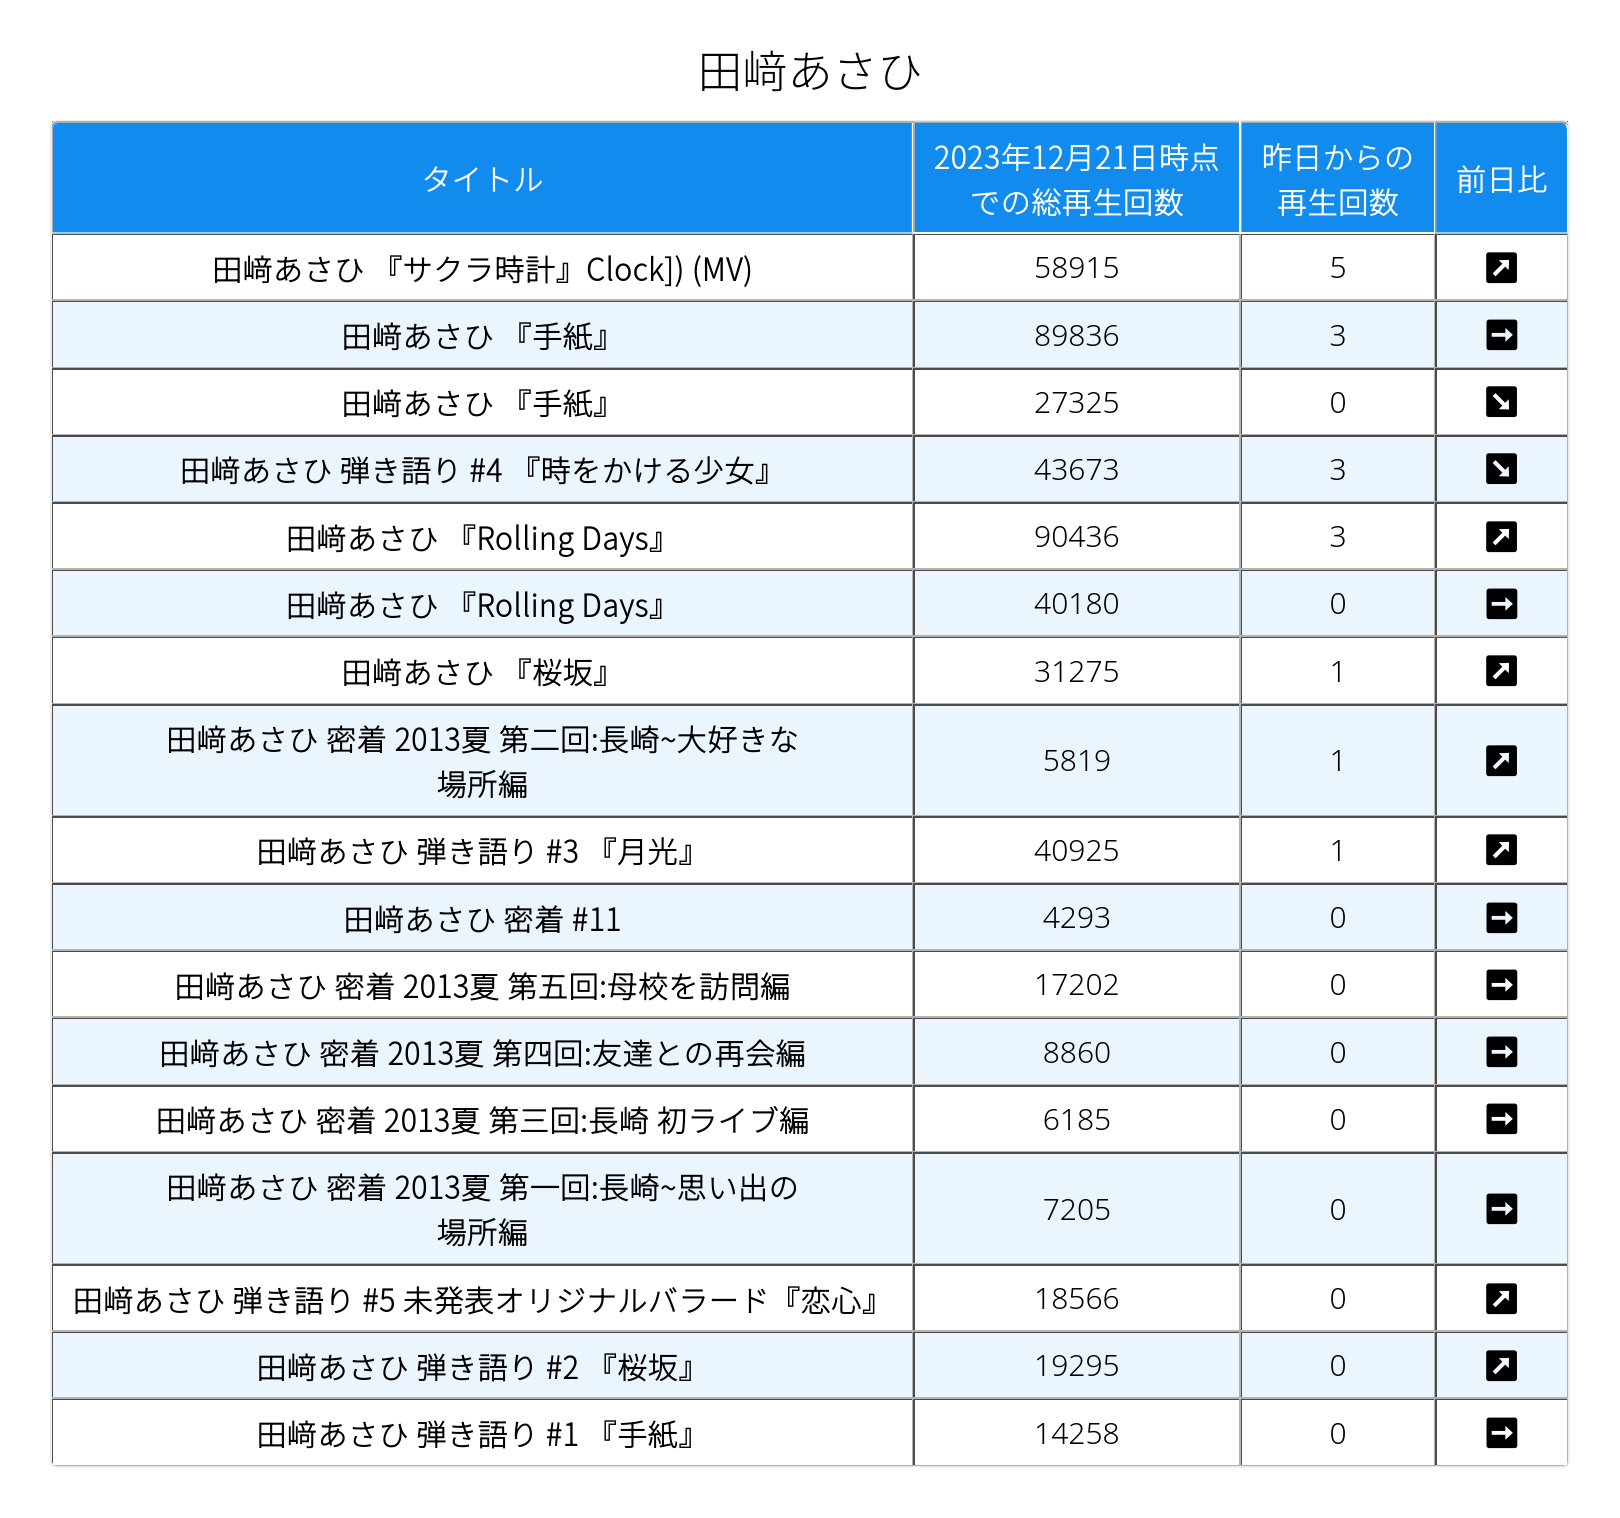 田﨑あさひ
タイトル
2023年12月21日時点
での総再生回数
昨日からの
再生回数
前日比
田﨑あさひ 『サクラ時計』Clock]) (MV) 58915 5
田﨑あさひ 『手紙』 89836 3
田﨑あさひ 『手紙』 27325 0
田﨑あさひ 弾き語り #4 『時をかける少女』 43673 3
田﨑あさひ 『Rolling Days』 90436 3
田﨑あさひ 『Rolling Days』 40180 0
田﨑あさひ 『桜坂』 31275 1
田﨑あさひ 密着 2013夏 第二回:長崎~大好きな
場所編 5819 1
田﨑あさひ 弾き語り #3 『月光』 40925 1
田﨑あさひ 密着 #11 4293 0
田﨑あさひ 密着 2013夏 第五回:母校を訪問編 17202 0
田﨑あさひ 密着 2013夏 第四回:友達との再会編 8860 0
田﨑あさひ 密着 2013夏 第三回:長崎 初ライブ編 6185 0
田﨑あさひ 密着 2013夏 第一回:長崎~思い出の
場所編 7205 0
田﨑あさひ 弾き語り #5 未発表オリジナルバラード『恋心』 18566 0
田﨑あさひ 弾き語り #2 『桜坂』 19295 0
田﨑あさひ 弾き語り #1 『手紙』 14258 0